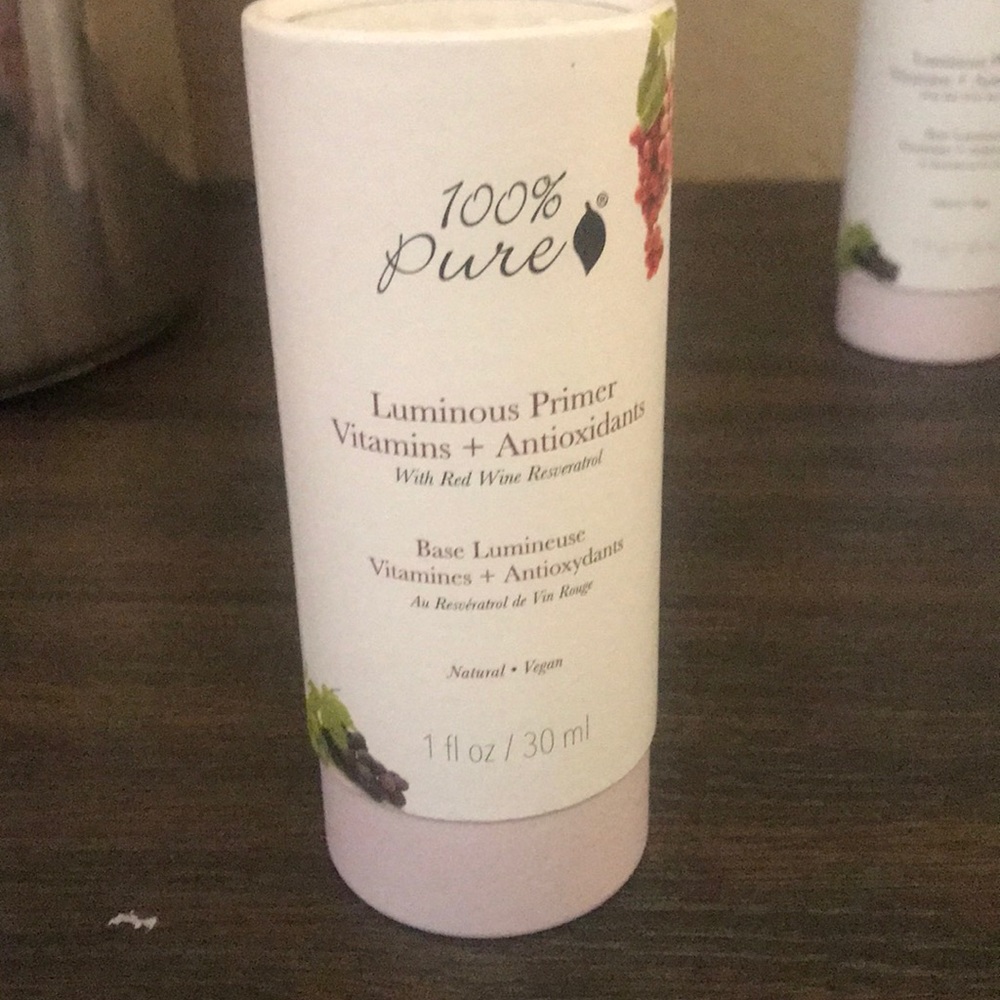 100%
Pure®
Luminous Primer
Vitamins + Antioxidants
With Red Wine Resveratrol
Base Lumineuse
Vitamines + Antioxydants
Au Resvératrol de Vin Rouge
Natural • Vegan
1 fl oz / 30 ml